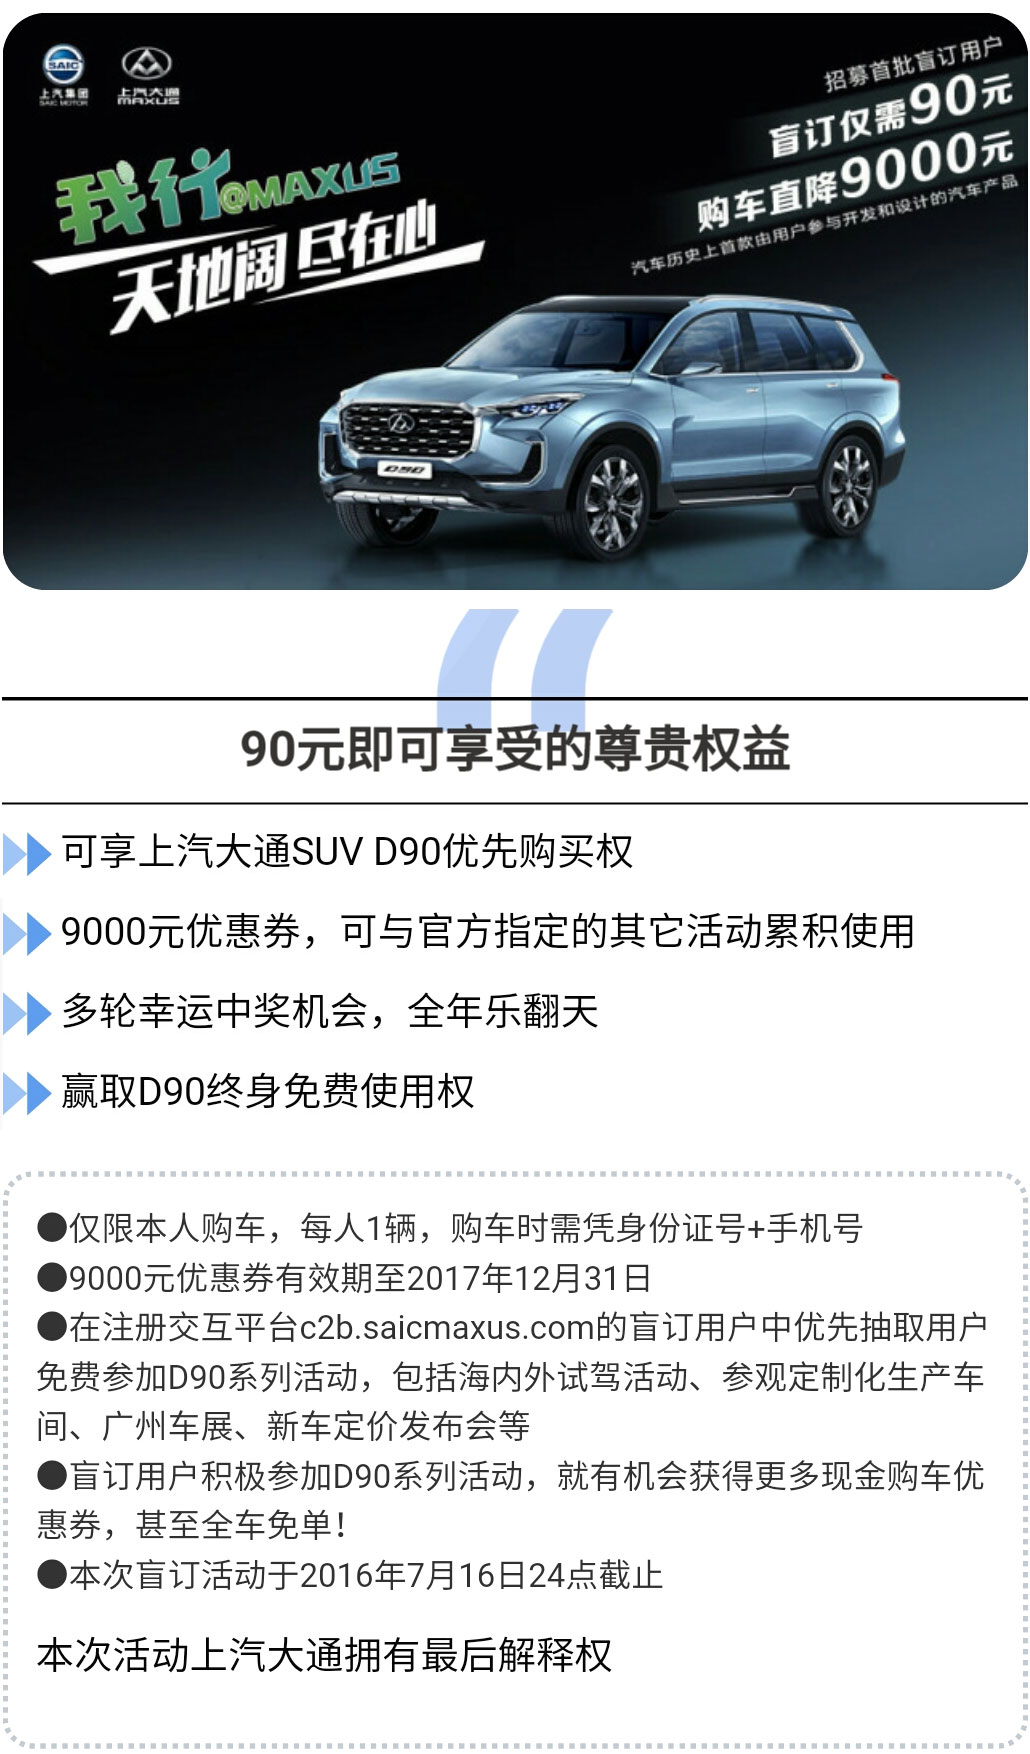 SAIC
上汽集团
SAIC MOTOR
上汽大通
MAXUS
招募首批盲订用户
盲订仅需90元
购车直降9000元
汽车历史上首款由用户参与开发和设计的汽车产品
我行@MAXUS
天地阔 尽在心
D90
90元即可享受的尊贵权益
可享上汽大通SUV D90优先购买权
9000元优惠券，可与官方指定的其它活动累积使用
多轮幸运中奖机会，全年乐翻天
赢取D90终身免费使用权
●仅限本人购车，每人1辆，购车时需凭身份证号+手机号
●9000元优惠券有效期至2017年12月31日
●在注册交互平台c2b.saicmaxus.com的盲订用户中优先抽取用户
免费参加D90系列活动，包括海内外试驾活动、参观定制化生产车
间、广州车展、新车定价发布会等
●盲订用户积极参加D90系列活动，就有机会获得更多现金购车优
惠券，甚至全车免单！
●本次盲订活动于2016年7月16日24点截止
本次活动上汽大通拥有最后解释权